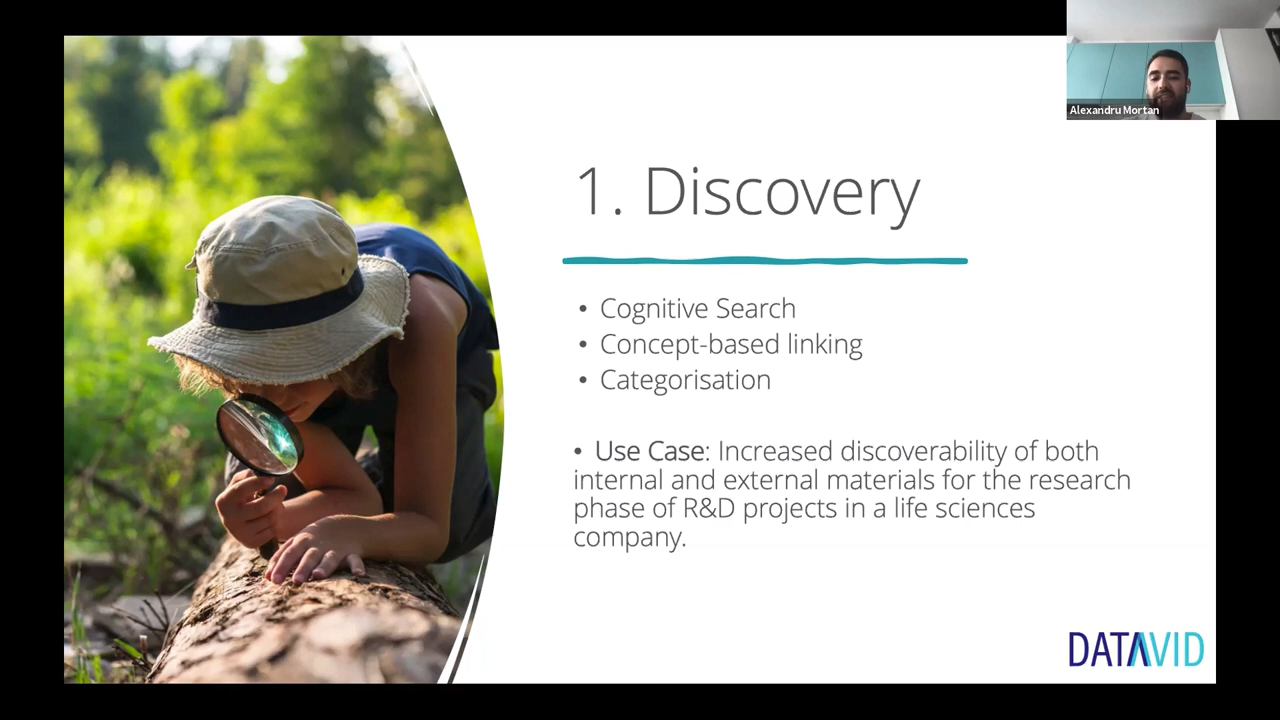 Alexandru Mortan
1. Discovery
• Cognitive Search
• Concept-based linking
• Categorisation
• Use Case: Increased discoverability of both
internal and external materials for the research
phase of R&D projects in a life sciences
company.
DATAVID